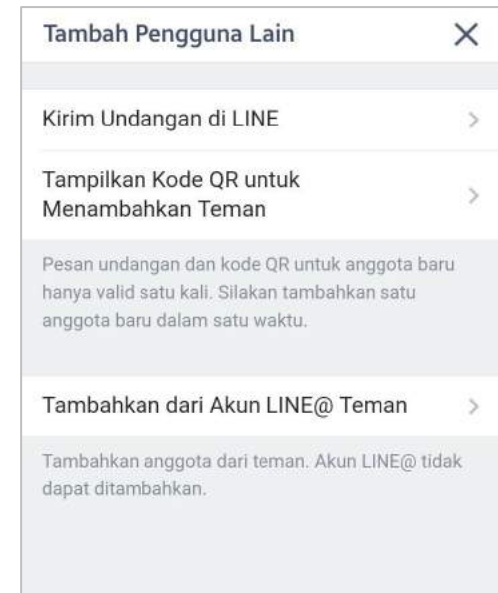 Tambah Pengguna Lain
Kirim Undangan di LINE
Tampilkan Kode QR untuk
Menambahkan Teman
Pesan undangan dan kode QR untuk anggota baru
hanya valid satu kali. Silakan tambahkan satu
anggota baru dalam satu waktu.
Tambahkan dari Akun LINE@ Teman
Tambahkan anggota dari teman. Akun LINE@ tidak
dapat ditambahkan.